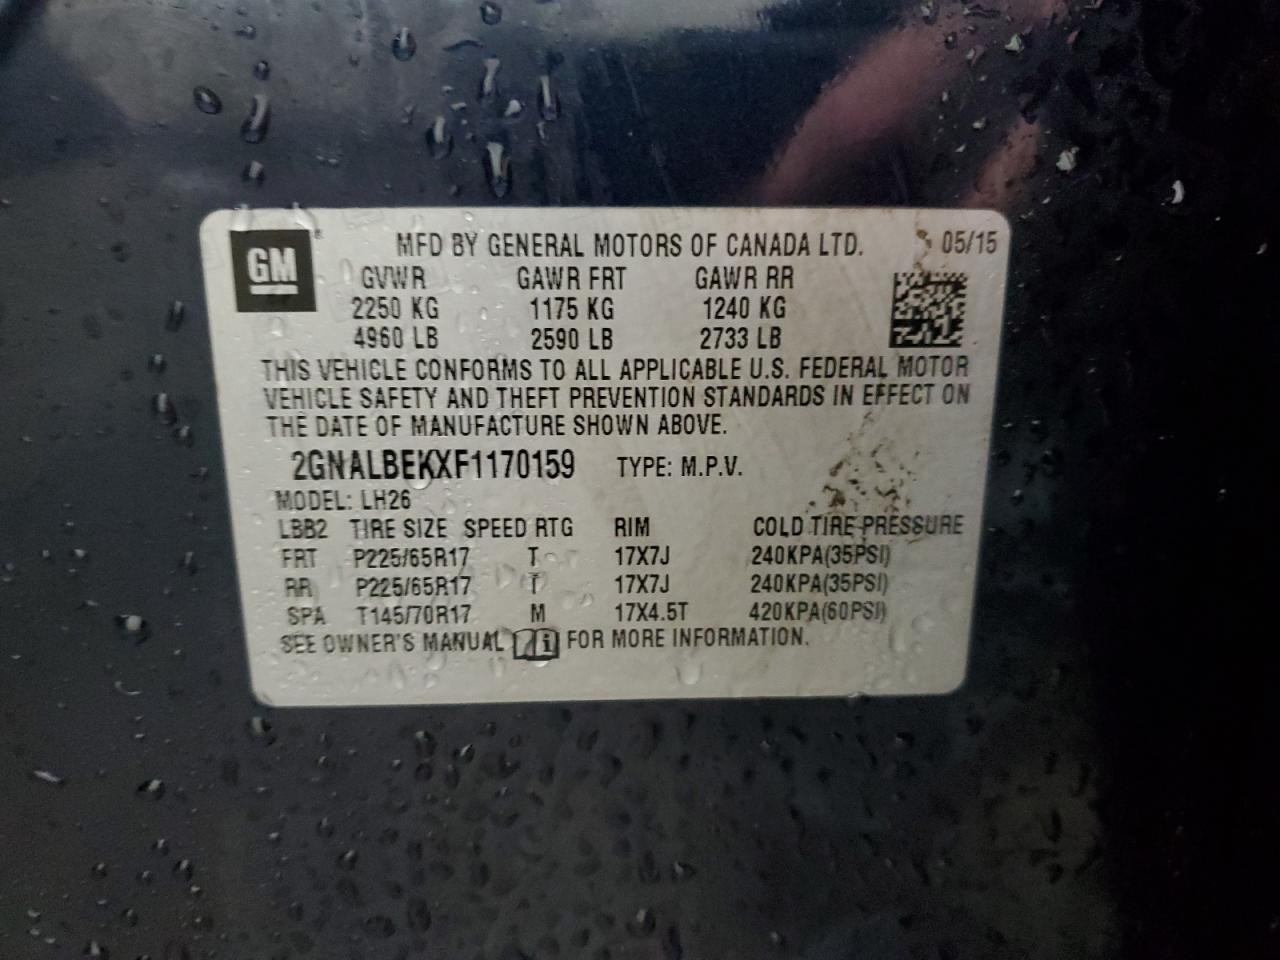 GM
MFD BY GENERAL MOTORS OF CANADA LTD. 05/15
GVWR GAWR FRT GAWR RR
2250 KG 1175 KG 1240 KG
4960 LB 2590 LB 2733 LB
THIS VEHICLE CONFORMS TO ALL APPLICABLE U.S. FEDERAL MOTOR
VEHICLE SAFETY AND THEFT PREVENTION STANDARDS IN EFFECT ON
THE DATE OF MANUFACTURE SHOWN ABOVE.
2GNALBEKXF1170159 TYPE: M.P.V.
MODEL: LH26
LBB2 TIRE SIZE SPEED RTG RIM COLD TIRE PRESSURE
FRT P225/65R17 T 17X7J 240KPA(35PSI)
RR P225/65R17 T 17X7J 240KPA(35PSI)
SPA T145/70R17 M 17X4.5T 420KPA(60PSI)
SEE OWNER'S MANUAL i FOR MORE INFORMATION.